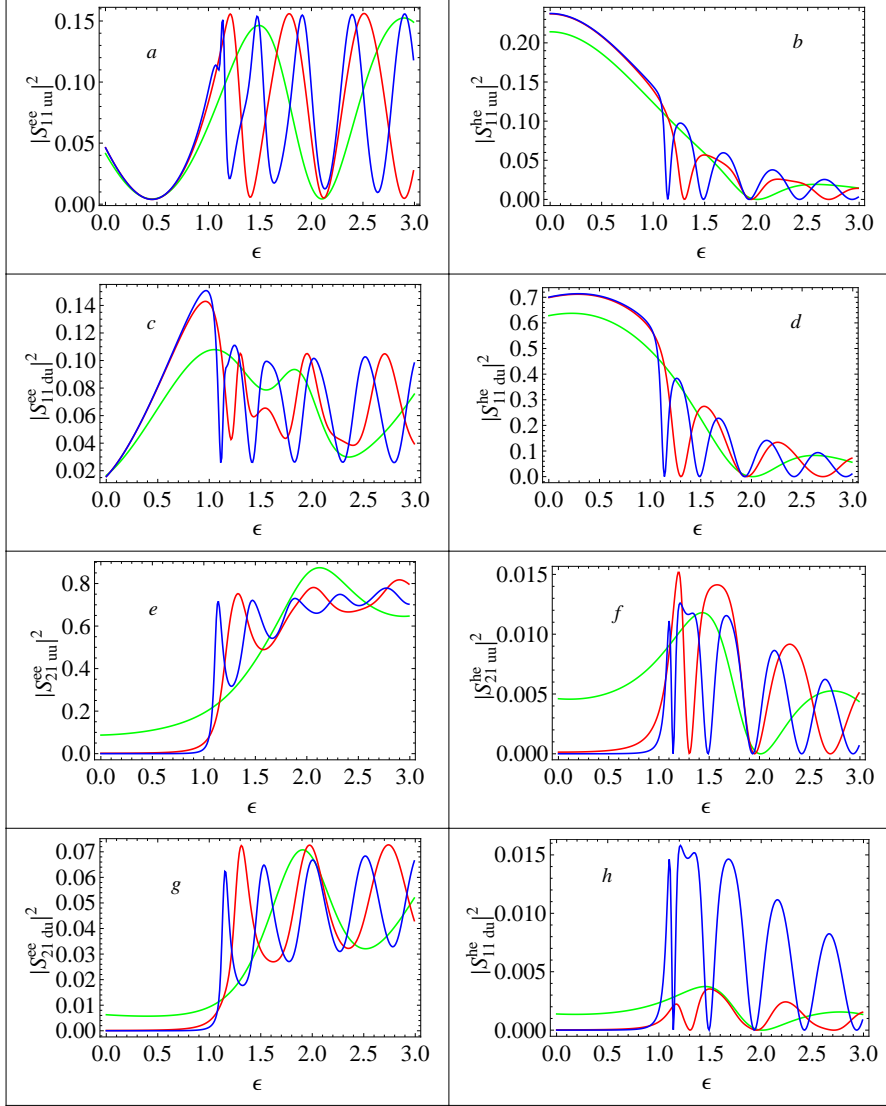 a
|S^{ee}_{11 uu}|^2
0.15
0.10
0.05
0.00
0.0 0.5 1.0 1.5 2.0 2.5 3.0
ϵ
b
|S^{he}_{11 uu}|^2
0.20
0.15
0.10
0.05
0.00
0.0 0.5 1.0 1.5 2.0 2.5 3.0
ϵ
c
|S^{ee}_{11 du}|^2
0.14
0.12
0.10
0.08
0.06
0.04
0.02
0.0 0.5 1.0 1.5 2.0 2.5 3.0
ϵ
d
|S^{he}_{11 du}|^2
0.7
0.6
0.5
0.4
0.3
0.2
0.1
0.0
0.0 0.5 1.0 1.5 2.0 2.5 3.0
ϵ
e
|S^{ee}_{21 uu}|^2
0.8
0.6
0.4
0.2
0.0
0.0 0.5 1.0 1.5 2.0 2.5 3.0
ϵ
f
|S^{he}_{21 uu}|^2
0.015
0.010
0.005
0.000
0.0 0.5 1.0 1.5 2.0 2.5 3.0
ϵ
g
|S^{ee}_{21 du}|^2
0.07
0.06
0.05
0.04
0.03
0.02
0.01
0.00
0.0 0.5 1.0 1.5 2.0 2.5 3.0
ϵ
h
|S^{he}_{11 du}|^2
0.015
0.010
0.005
0.000
0.0 0.5 1.0 1.5 2.0 2.5 3.0
ϵ